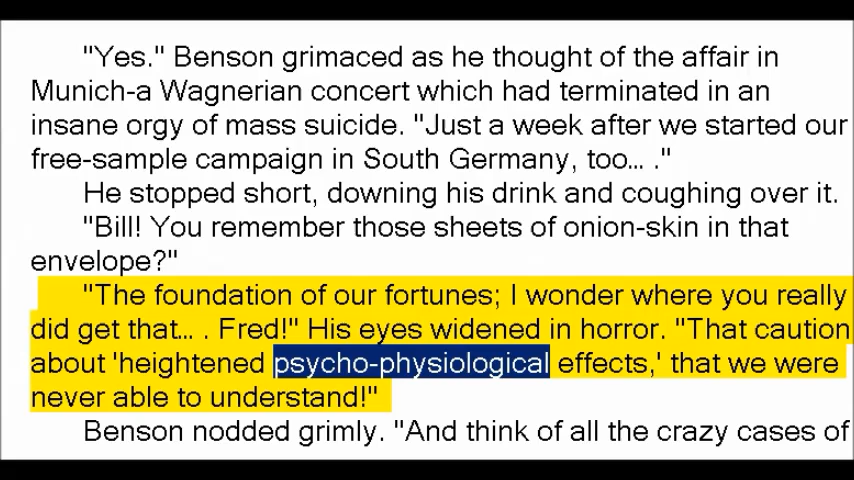 "Yes." Benson grimaced as he thought of the affair in
Munich-a Wagnerian concert which had terminated in an
insane orgy of mass suicide. "Just a week after we started our
free-sample campaign in South Germany, too... ."
He stopped short, downing his drink and coughing over it.
"Bill! You remember those sheets of onion-skin in that
envelope?"
"The foundation of our fortunes; I wonder where you really
did get that... . Fred!" His eyes widened in horror. "That caution
about 'heightened psycho-physiological effects,' that we were
never able to understand!"
Benson nodded grimly. "And think of all the crazy cases of